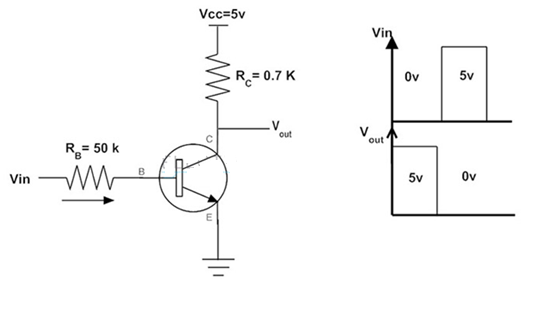 Vcc=5v
R_C= 0.7 K
C
V_out
R_B= 50 k
Vin
B
E
Vin
0v
5v
V_out
5v
0v